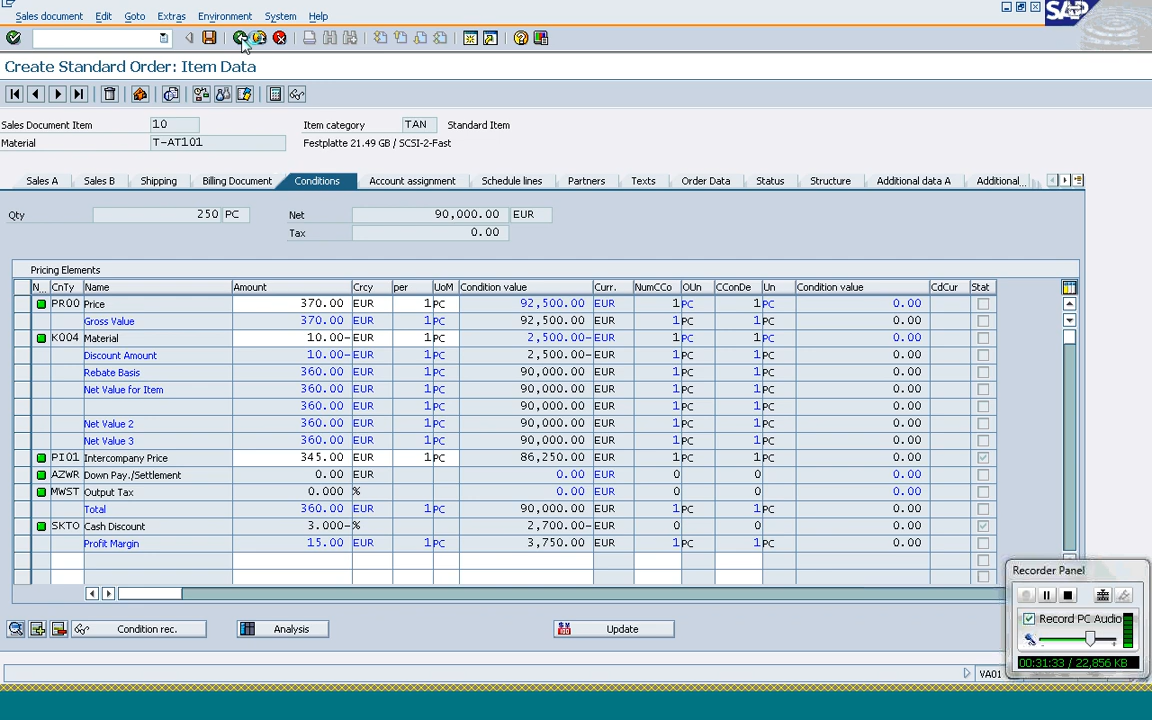 Sales document Edit Goto Extras Environment System Help
SAP
Create Standard Order: Item Data
Sales Document Item 10 Item category TAN Standard Item
Material T-AT101 Festplatte 21.49 GB / SCSI-2-Fast
Sales A Sales B Shipping Billing Document Conditions Account assignment Schedule lines Partners Texts Order Data Status Structure Additional data A Additional...
Qty 250 PC Net 90,000.00 EUR
Tax 0.00
Pricing Elements
N... CnTy Name Amount Crcy per UoM Condition value Curr. NumCCo OUn CConDe Un Condition value CdCur Stat
PR00 Price 370.00 EUR 1 PC 92,500.00 EUR 1 PC 1 PC 0.00
Gross Value 370.00 EUR 1 PC 92,500.00 EUR 1 PC 1 PC 0.00
K004 Material 10.00- EUR 1 PC 2,500.00- EUR 1 PC 1 PC 0.00
Discount Amount 10.00- EUR 1 PC 2,500.00- EUR 1 PC 1 PC 0.00
Rebate Basis 360.00 EUR 1 PC 90,000.00 EUR 1 PC 1 PC 0.00
Net Value for Item 360.00 EUR 1 PC 90,000.00 EUR 1 PC 1 PC 0.00
360.00 EUR 1 PC 90,000.00 EUR 1 PC 1 PC 0.00
Net Value 2 360.00 EUR 1 PC 90,000.00 EUR 1 PC 1 PC 0.00
Net Value 3 360.00 EUR 1 PC 90,000.00 EUR 1 PC 1 PC 0.00
PI01 Intercompany Price 345.00 EUR 1 PC 86,250.00 EUR 1 PC 1 PC 0.00
AZWR Down Pay./Settlement 0.00 EUR 0.00 EUR 0 0 0.00
MWST Output Tax 0.000 % 0.00 EUR 0 0 0.00
Total 360.00 EUR 1 PC 90,000.00 EUR 1 PC 1 PC 0.00
SKTO Cash Discount 3.000- % 2,700.00- EUR 0 0 0.00
Profit Margin 15.00 EUR 1 PC 3,750.00 EUR 1 PC 1 PC 0.00
Condition rec. Analysis Update
VA01
Recorder Panel
Record PC Audio
00:31:33 / 22,856 KB